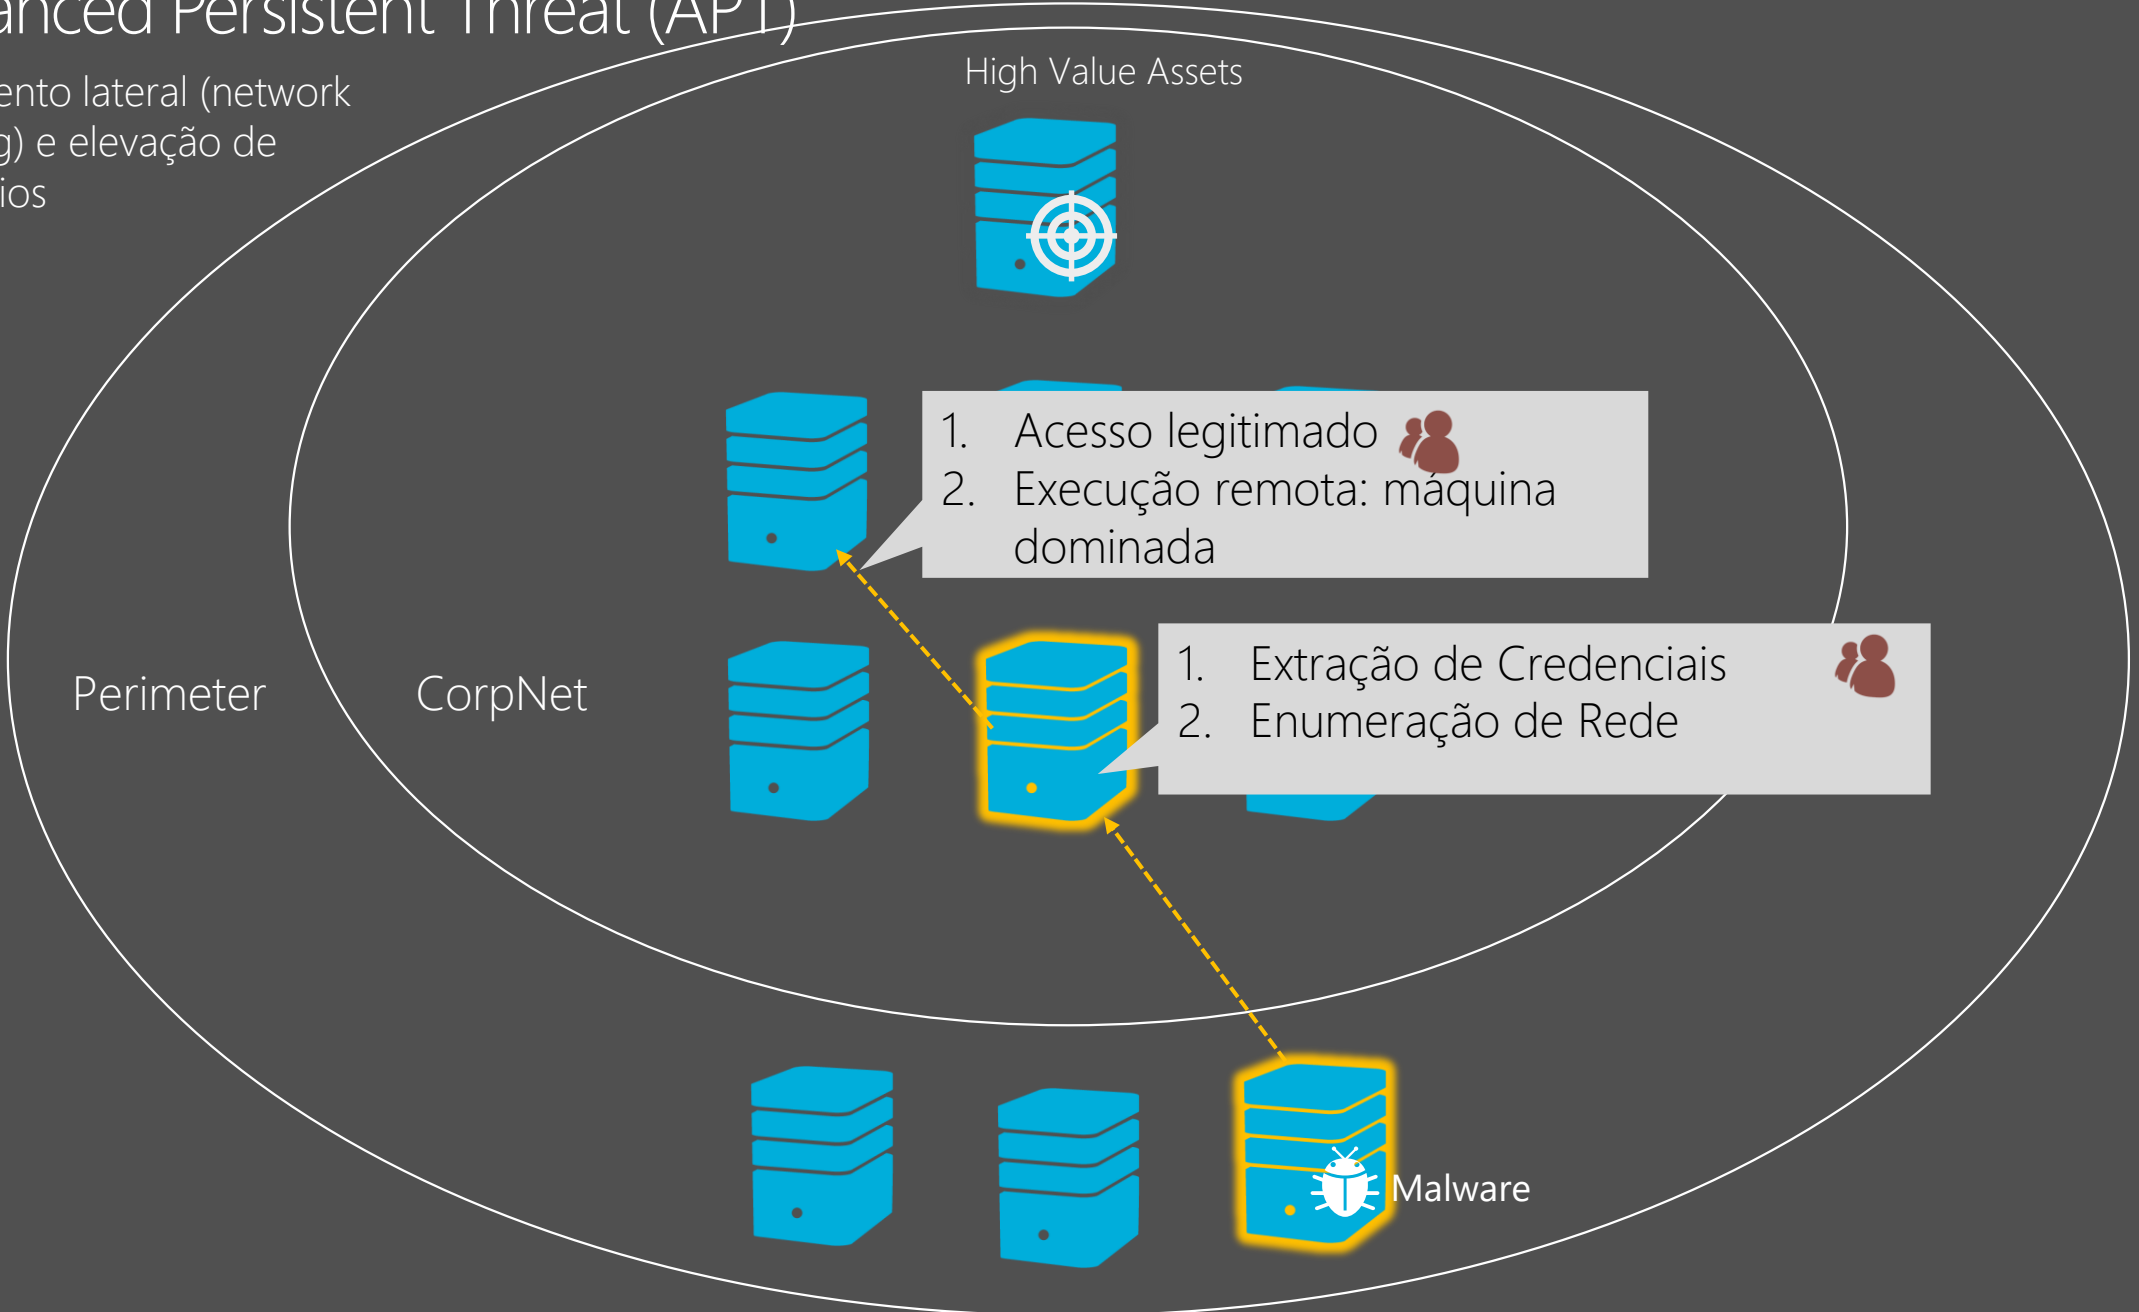 anced Persistent Threat (APT)
ento lateral (network
g) e elevação de
ios
High Value Assets
1. Acesso legitimado
2. Execução remota: máquina
dominada
1. Extração de Credenciais
2. Enumeração de Rede
Perimeter
CorpNet
Malware